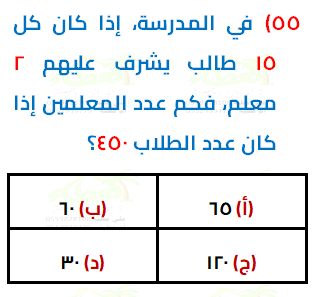 ٥٥) في المدرسة، إذا كان كل
١٥ طالب يشرف عليهم ٢
معلم، فكم عدد المعلمين إذا
كان عدد الطلاب ٤٥٠؟
(أ) ٦٥
(ب) ٦٠
(ج) ١٢٠
(د) ٣٠